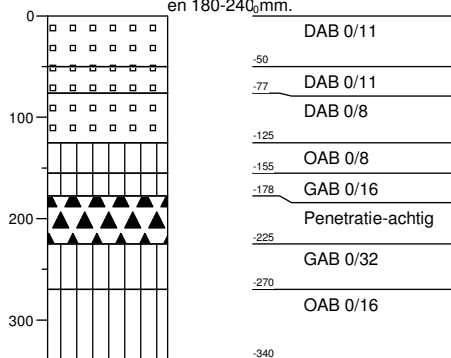 en 180-240 mm.
0
0
DAB 0/11
-50
-77
DAB 0/11
DAB 0/8
100
-125
OAB 0/8
-155
GAB 0/16
-178
200
Penetratie-achtig
-225
GAB 0/32
-270
OAB 0/16
300
-340